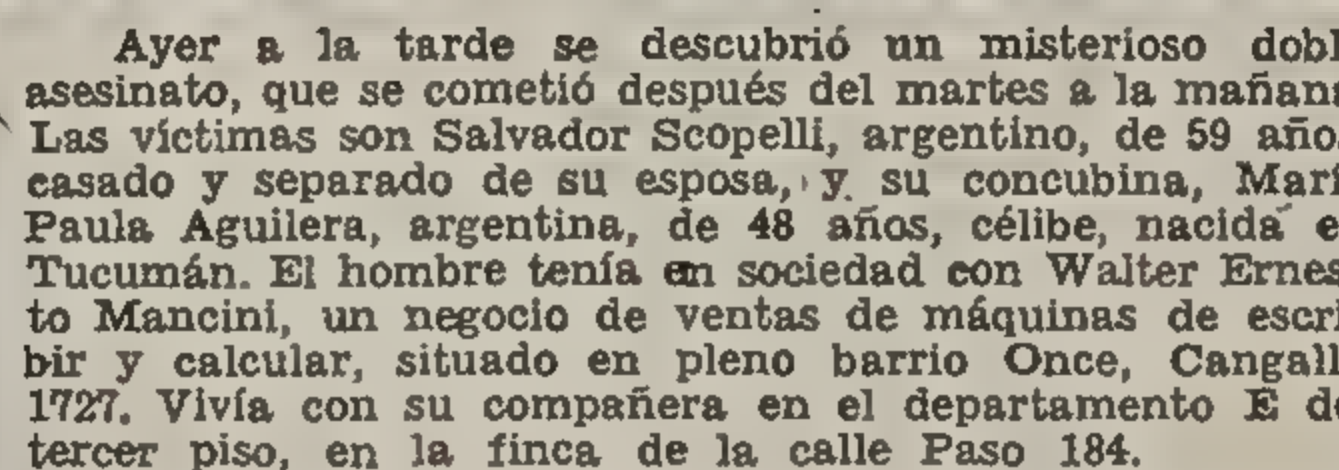 Ayer a la tarde se descubrió un misterioso dobl
asesinato, que se cometió después del martes a la mañan
Las víctimas son Salvador Scopelli, argentino, de 59 año
casado y separado de su esposa, y su concubina, Marí
Paula Aguilera, argentina, de 48 años, célibe, nacida e
Tucumán. El hombre tenía en sociedad con Walter Ernes
to Mancini, un negocio de ventas de máquinas de escri
bir y calcular, situado en pleno barrio Once, Cangall
1727. Vivía con su compañera en el departamento E de
tercer piso, en la finca de la calle Paso 184.